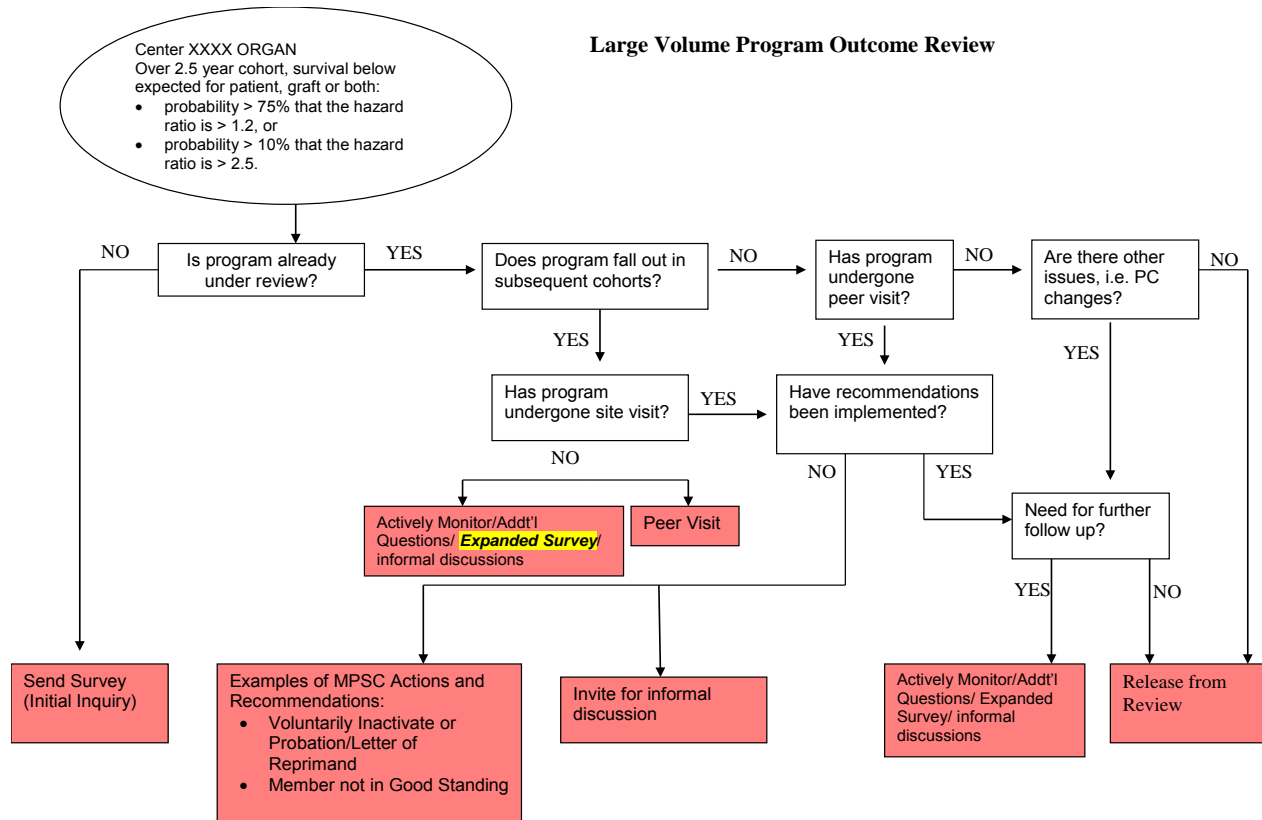 Large Volume Program Outcome Review
Center XXXX ORGAN
Over 2.5 year cohort, survival below
expected for patient, graft or both:
• probability > 75% that the hazard
ratio is > 1.2, or
• probability > 10% that the hazard
ratio is > 2.5.
NO
Is program already
under review?
YES
Does program fall out in
subsequent cohorts?
NO
Has program
undergone
peer visit?
NO
Are there other
issues, i.e. PC
changes?
NO
YES
YES
YES
Has program
undergone site visit?
YES
Have recommendations
been implemented?
NO
NO
YES
Actively Monitor/Addt'l
Questions/ Expanded Survey/
informal discussions
Peer Visit
Need for further
follow up?
YES
NO
Send Survey
(Initial Inquiry)
Examples of MPSC Actions and
Recommendations:
• Voluntarily Inactivate or
Probation/Letter of
Reprimand
• Member not in Good Standing
Invite for informal
discussion
Actively Monitor/Addt'l
Questions/ Expanded
Survey/ informal
discussions
Release from
Review